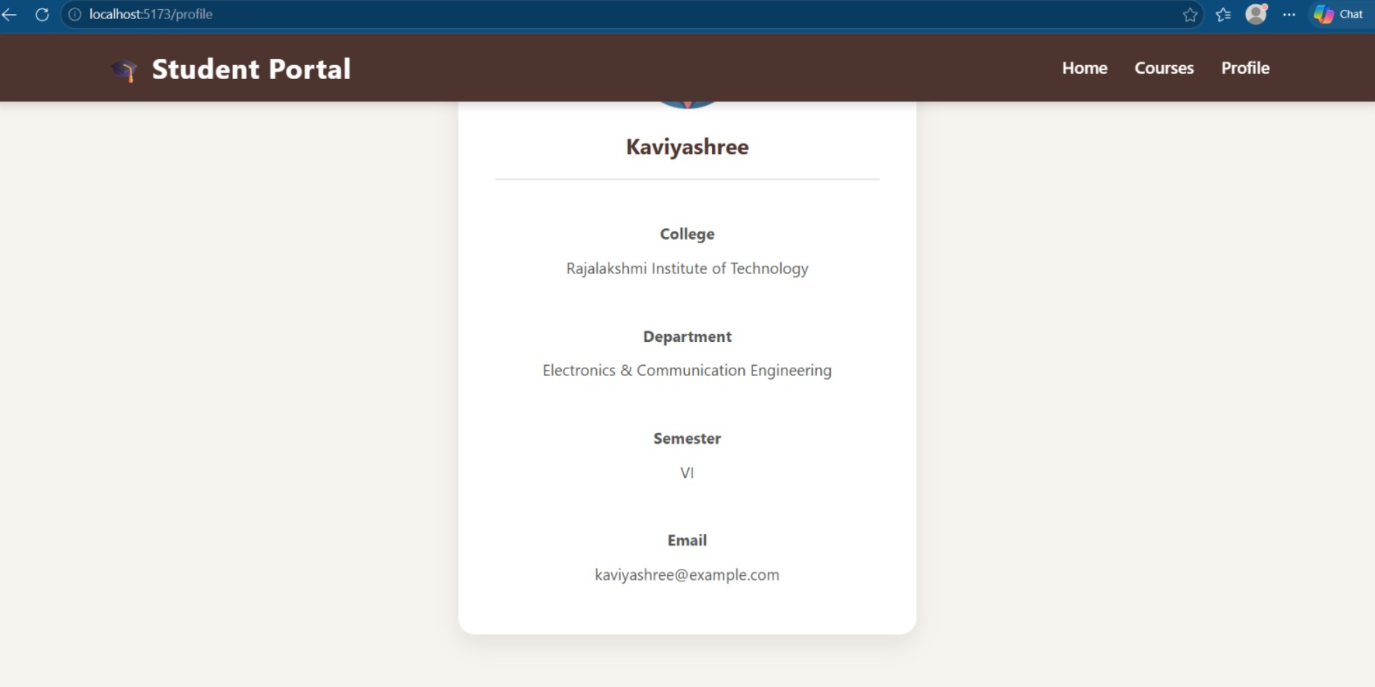 localhost:5173/profile
Chat
Student Portal
Home Courses Profile
Kaviyashree
College
Rajalakshmi Institute of Technology
Department
Electronics & Communication Engineering
Semester
VI
Email
kaviyashree@example.com